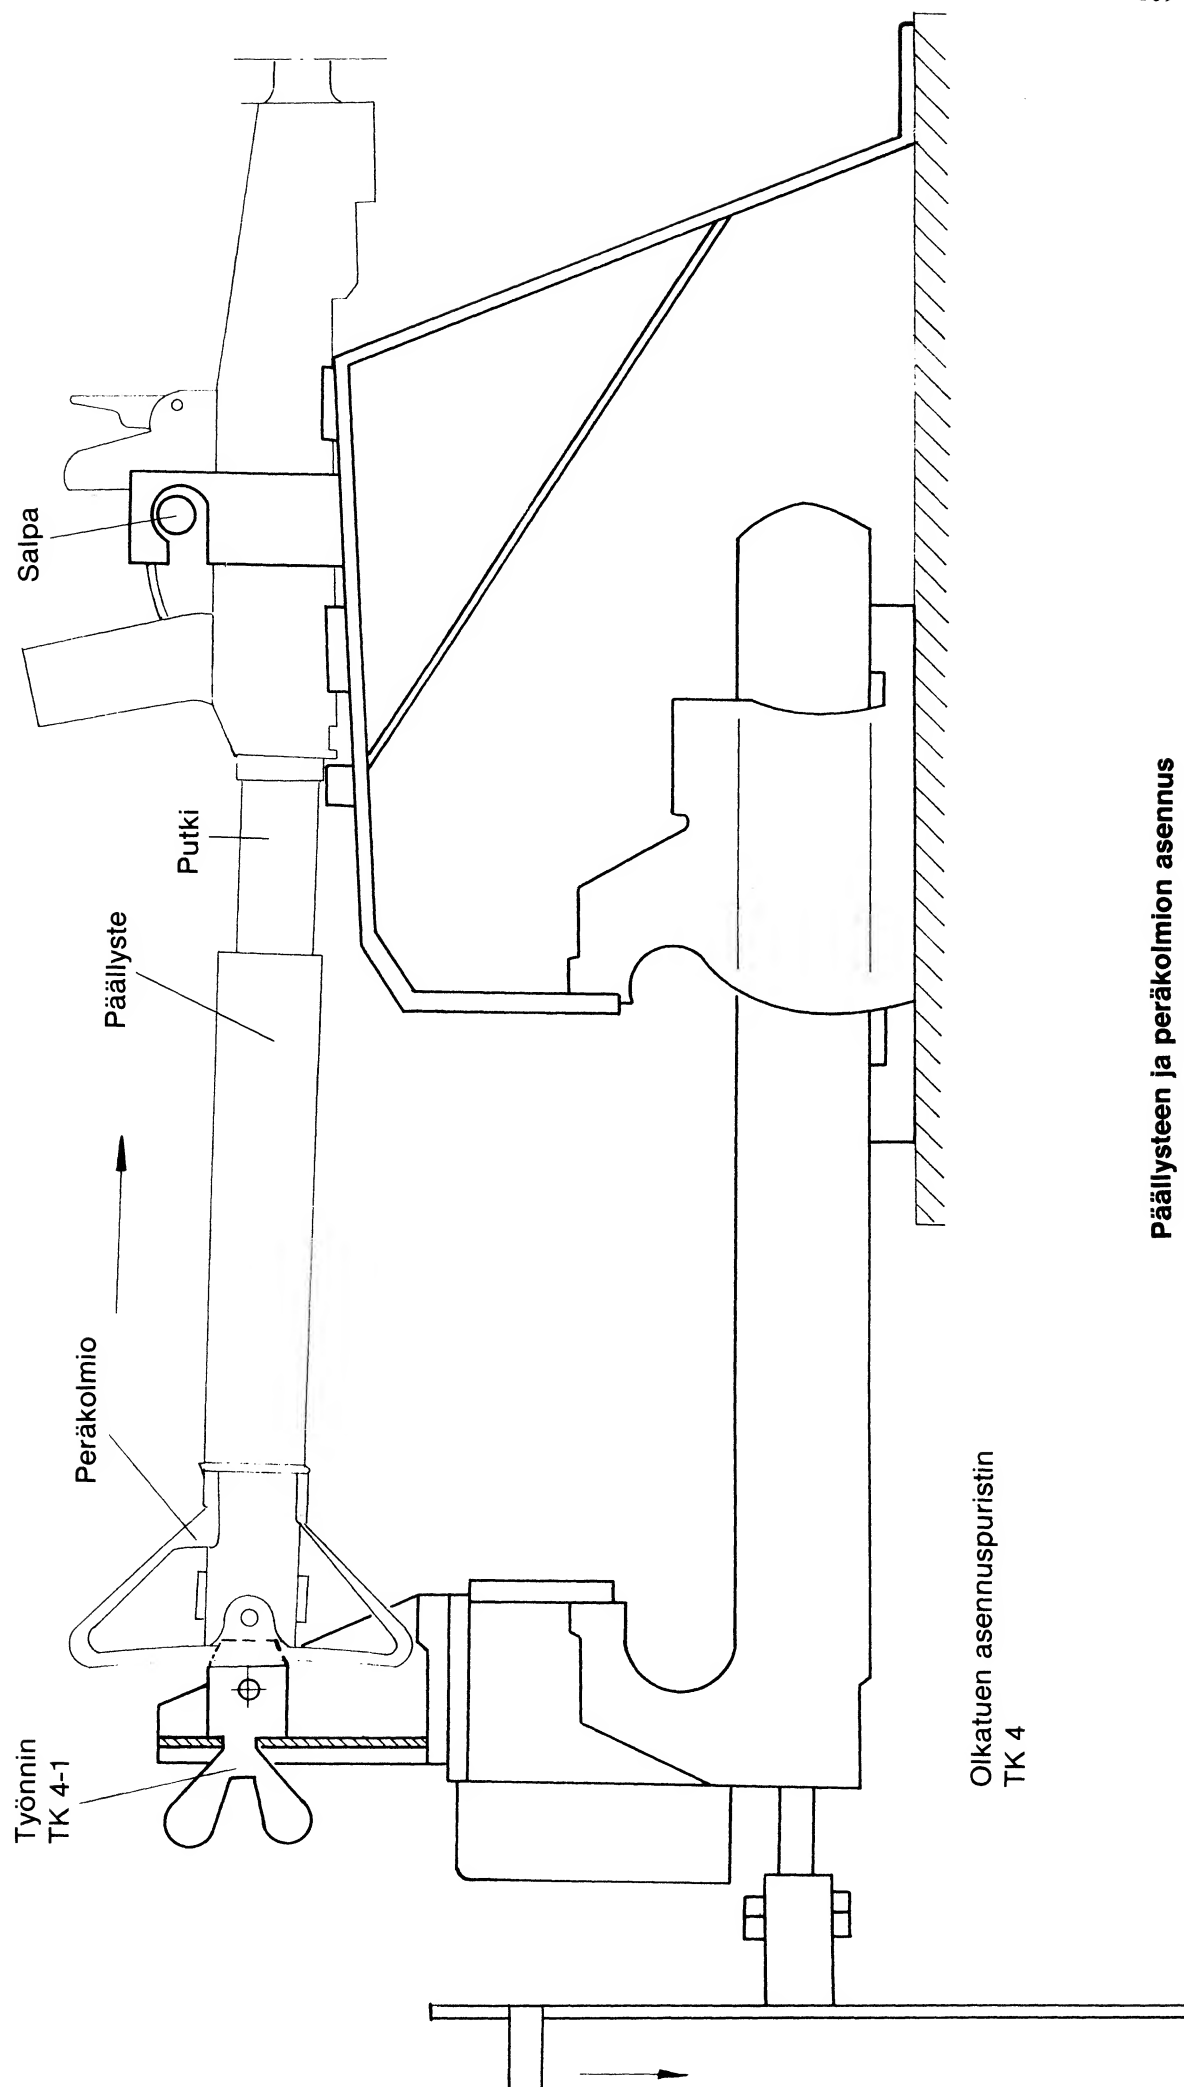 Työnnin
TK 4-1
Peräkolmio
Päällyste
Putki
Salpa
Olkatuen asennuspuristin
TK 4
Päällysteen ja peräkolmion asennus